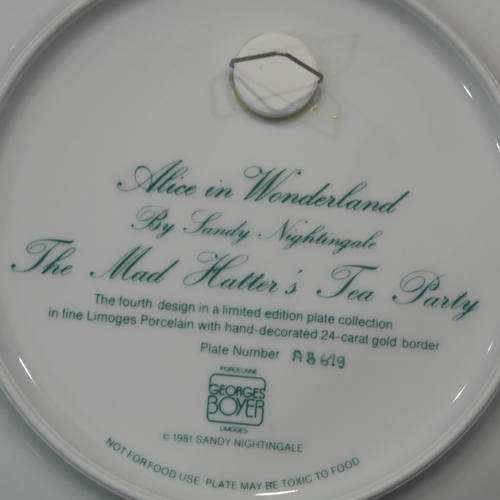 Alice in Wonderland
By Sandy Nightingale
The Mad Hatter's Tea Party
The fourth design in a limited edition plate collection
in fine Limoges Porcelain with hand-decorated 24-carat gold border
Plate Number AB619
PORCELAINE
GEORGES
BOYER
LIMOGES
© 1981 SANDY NIGHTINGALE
NOT FOR FOOD USE. PLATE MAY BE TOXIC TO FOOD